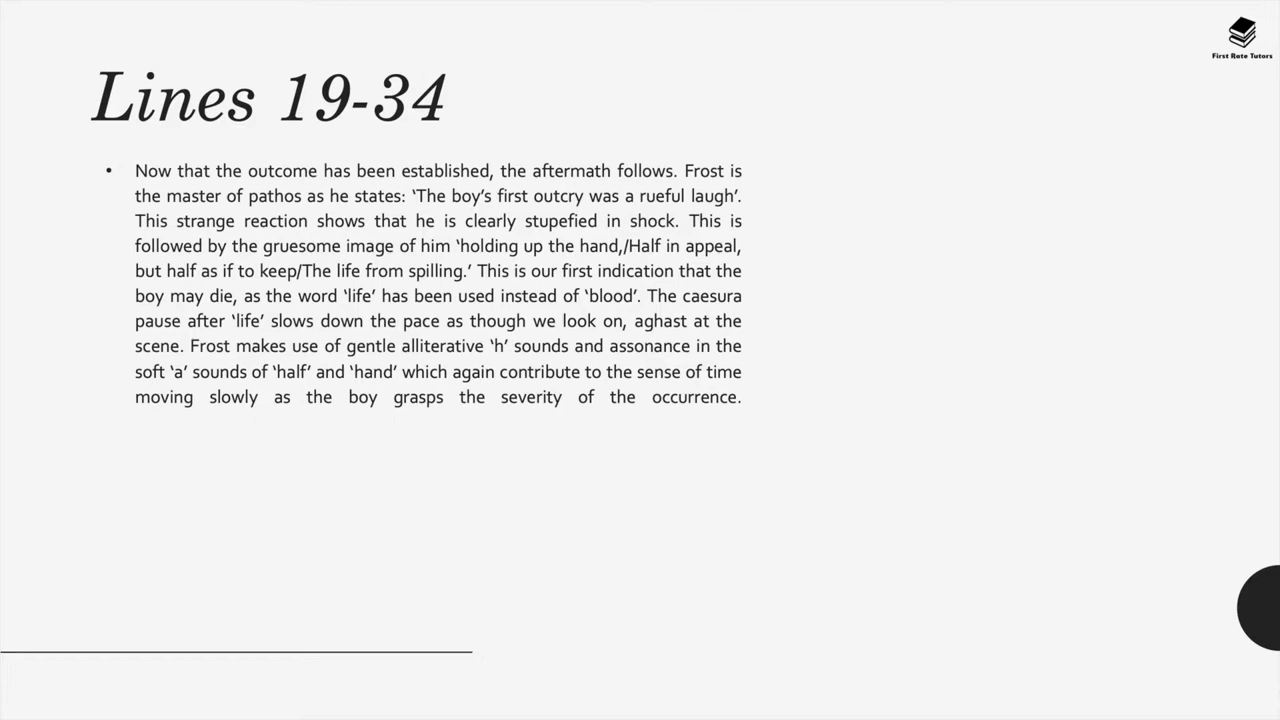 First Rate Tutors
Lines 19-34
• Now that the outcome has been established, the aftermath follows. Frost is
the master of pathos as he states: ‘The boy’s first outcry was a rueful laugh’.
This strange reaction shows that he is clearly stupefied in shock. This is
followed by the gruesome image of him ‘holding up the hand,/Half in appeal,
but half as if to keep/The life from spilling.’ This is our first indication that the
boy may die, as the word ‘life’ has been used instead of ‘blood’. The caesura
pause after ‘life’ slows down the pace as though we look on, aghast at the
scene. Frost makes use of gentle alliterative ‘h’ sounds and assonance in the
soft ‘a’ sounds of ‘half’ and ‘hand’ which again contribute to the sense of time
moving slowly as the boy grasps the severity of the occurrence.